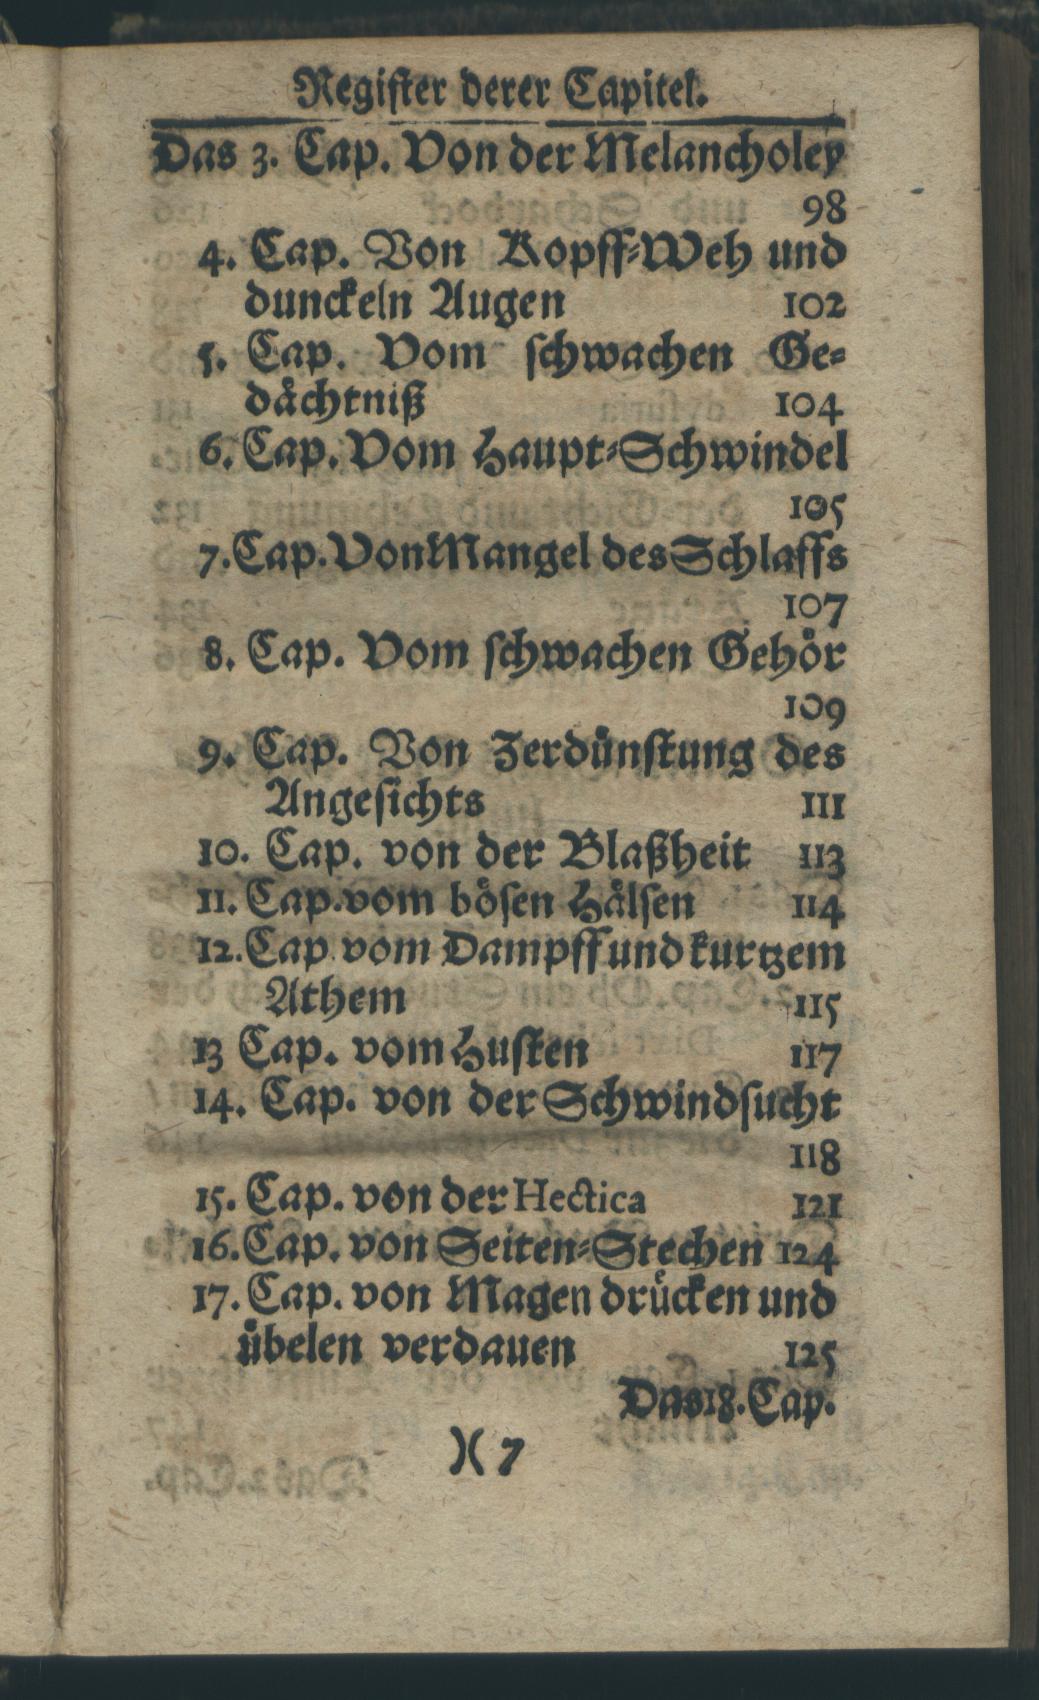 Register derer Capitel.
Das 3. Cap. Von der Melancholey
98
4. Cap. Von Kopff-Weh und
dunckeln Augen 102
5. Cap. Vom schwachen Ge-
dåchtniß 104
6. Cap. Vom Haupt-Schwindel
105
7. Cap. Von Mangel des Schlaffs
107
8. Cap. Vom schwachen Gehôr
109
9. Cap. Von Zerdünstung des
Angesichts 111
10. Cap. von der Blaßheit 113
11. Cap. vom bösen Hålsen 114
12. Cap vom Dampff und kurtzem
Athem 115
13 Cap. vom Husten 117
14. Cap. von der Schwindsucht
118
15. Cap. von der Hectica 121
16. Cap. von Seiten-Stechen 124
17. Cap. von Magen drücken und
übelen verdauen 125
Das 18. Cap.
)( 7